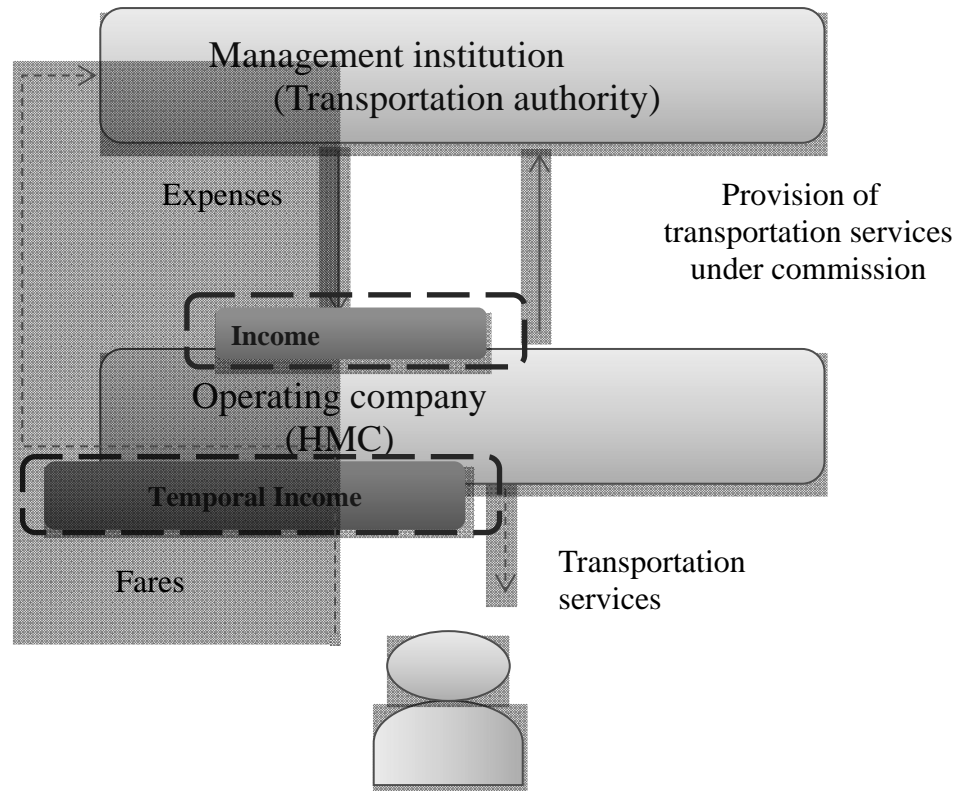 Management institution
(Transportation authority)
Expenses
Provision of
transportation services
under commission
Income
Operating company
(HMC)
Temporal Income
Fares
Transportation
services